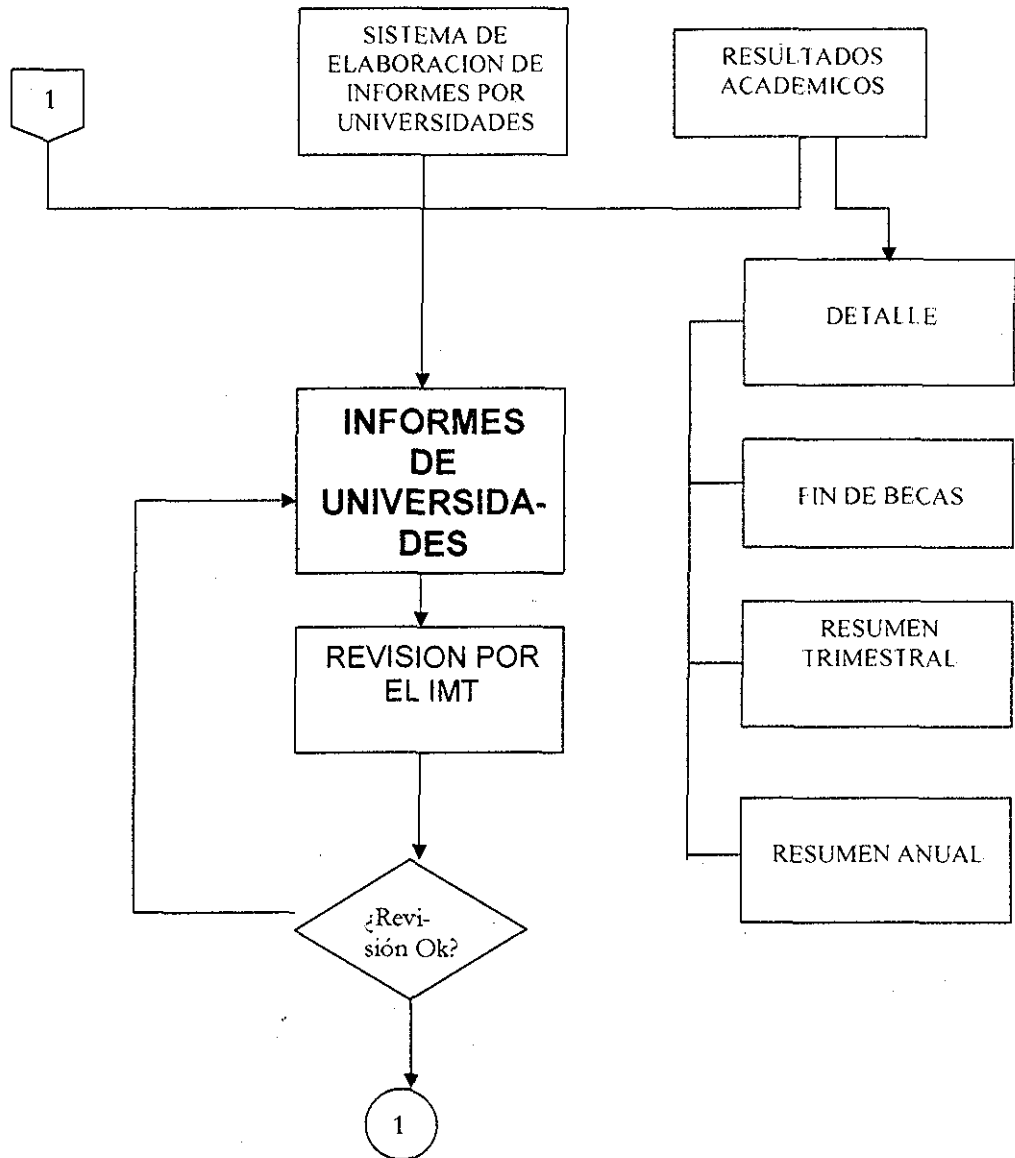 1
SISTEMA DE
ELABORACION DE
INFORMES POR
UNIVERSIDADES
RESULTADOS
ACADEMICOS
DETALLE
INFORMES
DE
UNIVERSIDA-
DES
FIN DE BECAS
REVISION POR
EL IMT
RESUMEN
TRIMESTRAL
RESUMEN ANUAL
¿Revi-
sión Ok?
1